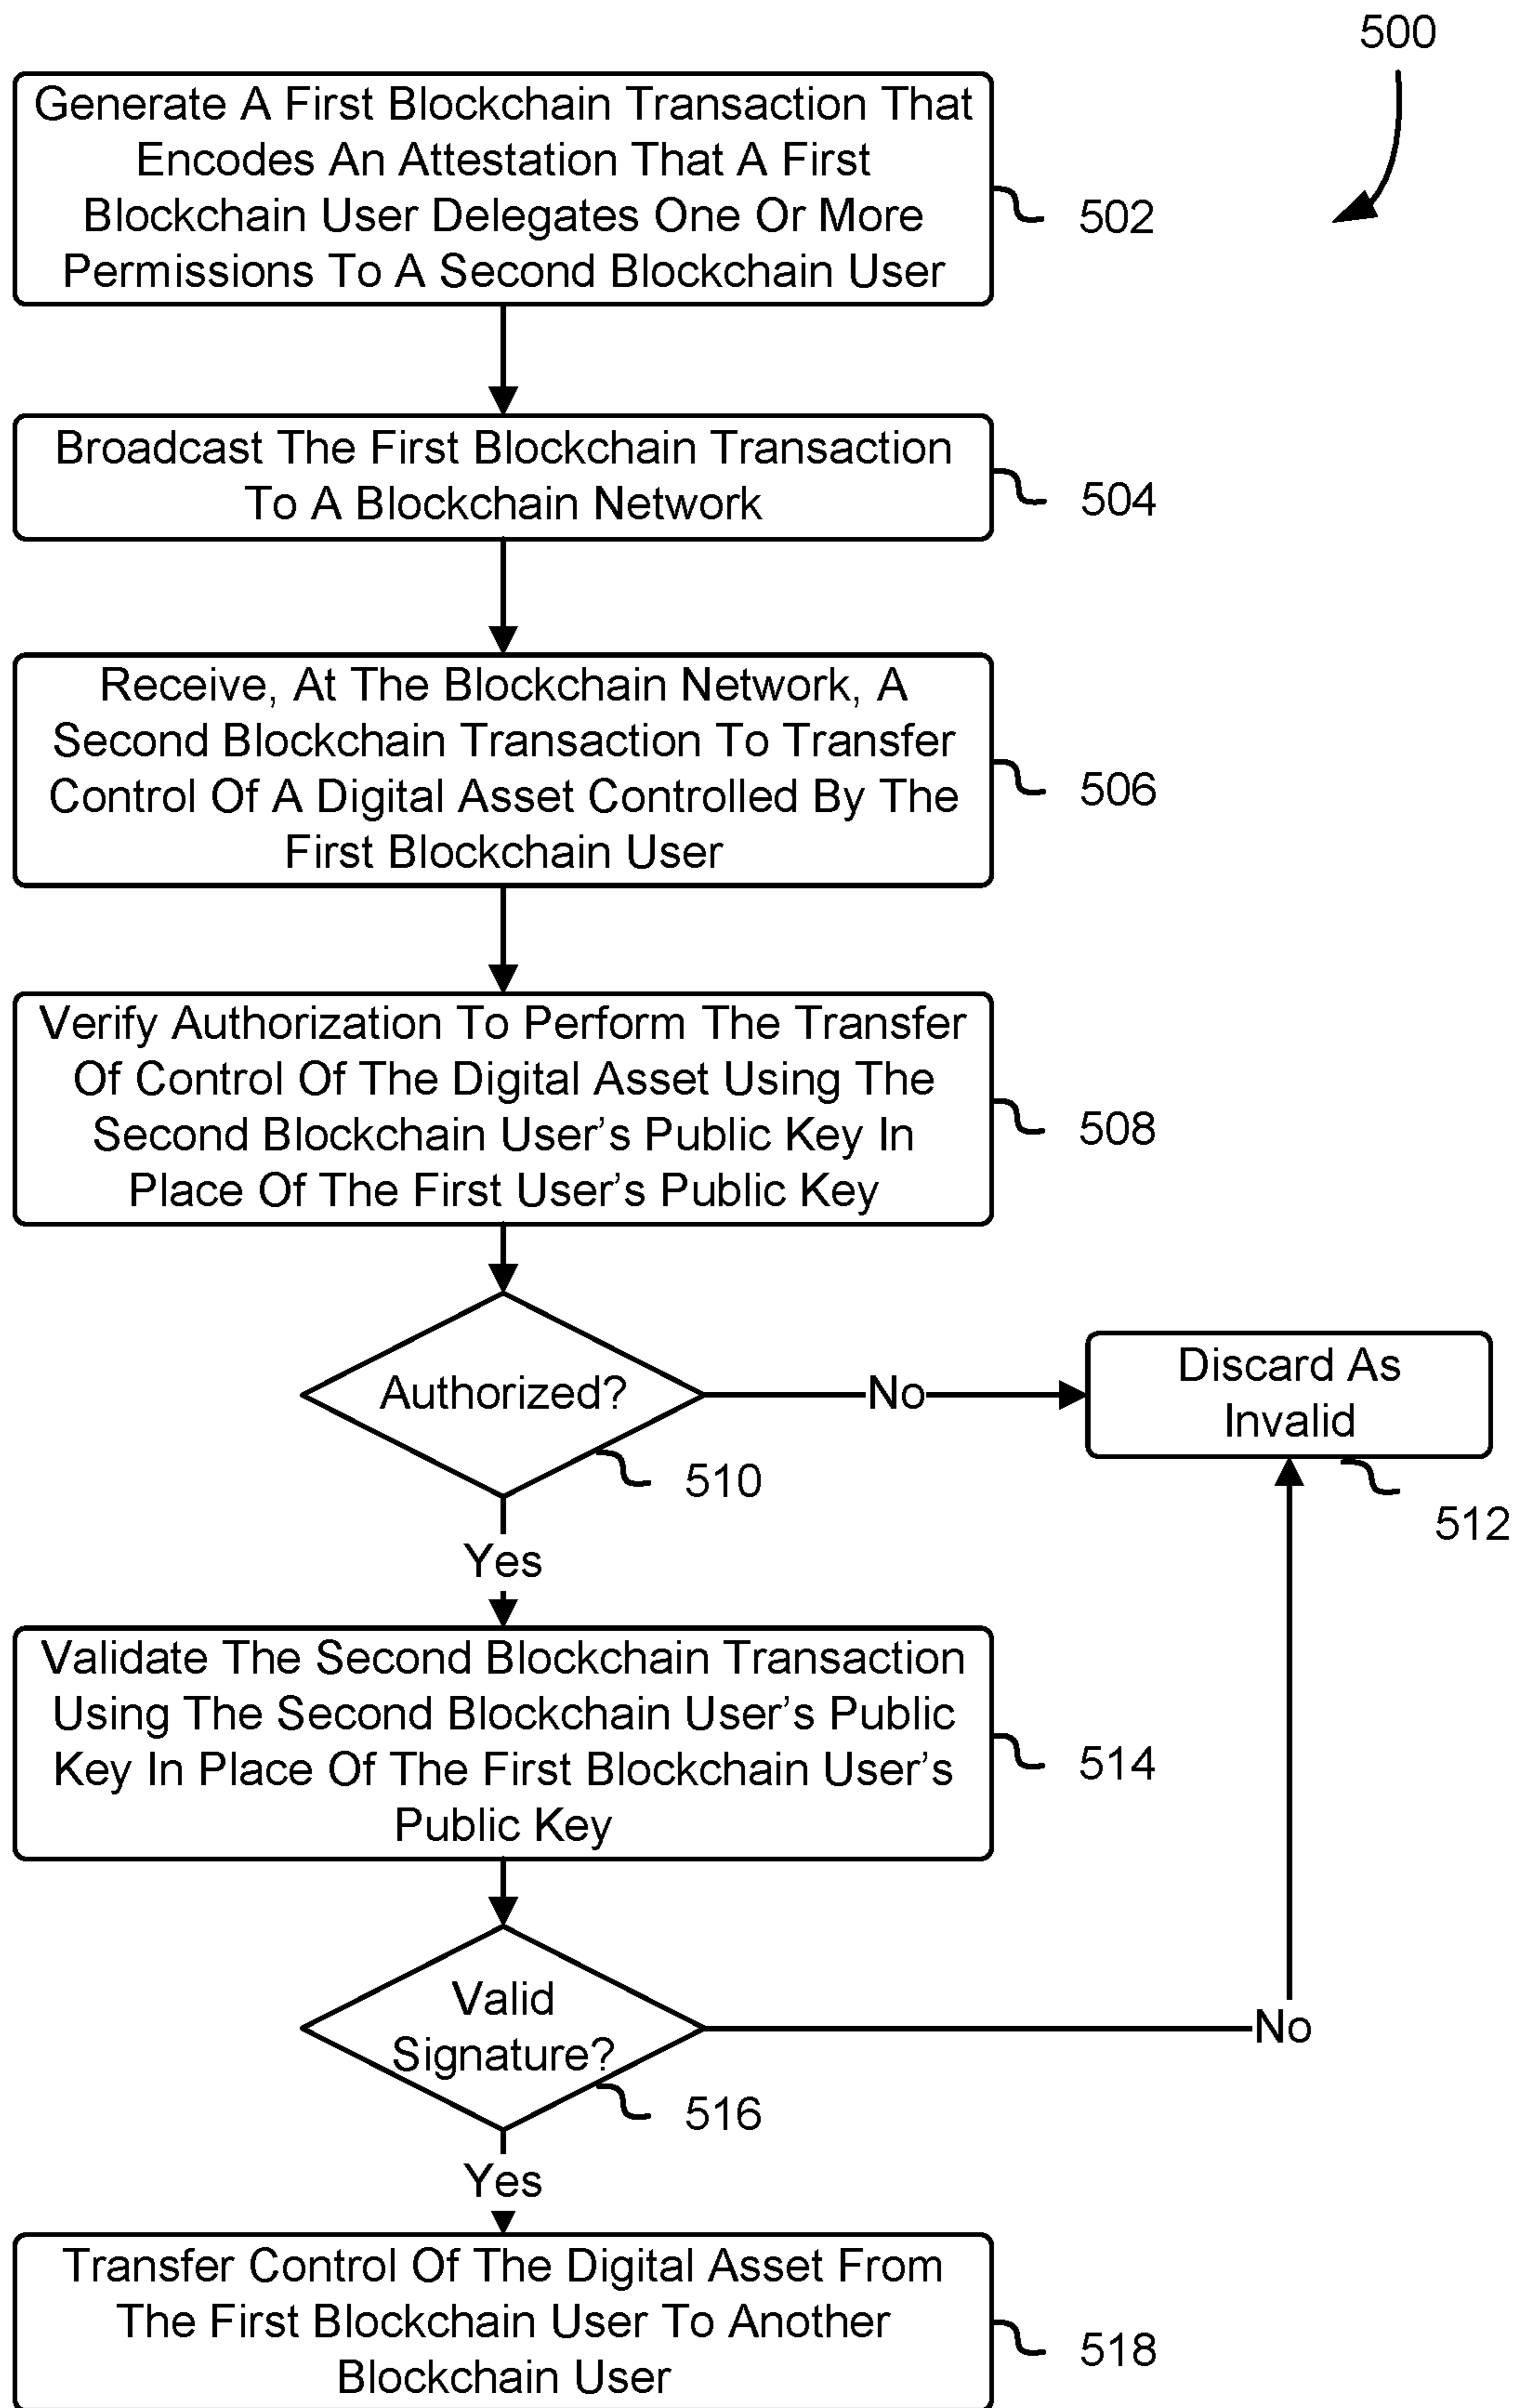 500
Generate A First Blockchain Transaction That
Encodes An Attestation That A First
Blockchain User Delegates One Or More
Permissions To A Second Blockchain User
502
Broadcast The First Blockchain Transaction
To A Blockchain Network
504
Receive, At The Blockchain Network, A
Second Blockchain Transaction To Transfer
Control Of A Digital Asset Controlled By The
First Blockchain User
506
Verify Authorization To Perform The Transfer
Of Control Of The Digital Asset Using The
Second Blockchain User's Public Key In
Place Of The First User's Public Key
508
Authorized?
No
Discard As
Invalid
510
512
Yes
Validate The Second Blockchain Transaction
Using The Second Blockchain User's Public
Key In Place Of The First Blockchain User's
Public Key
514
Valid
Signature?
No
516
Yes
Transfer Control Of The Digital Asset From
The First Blockchain User To Another
Blockchain User
518